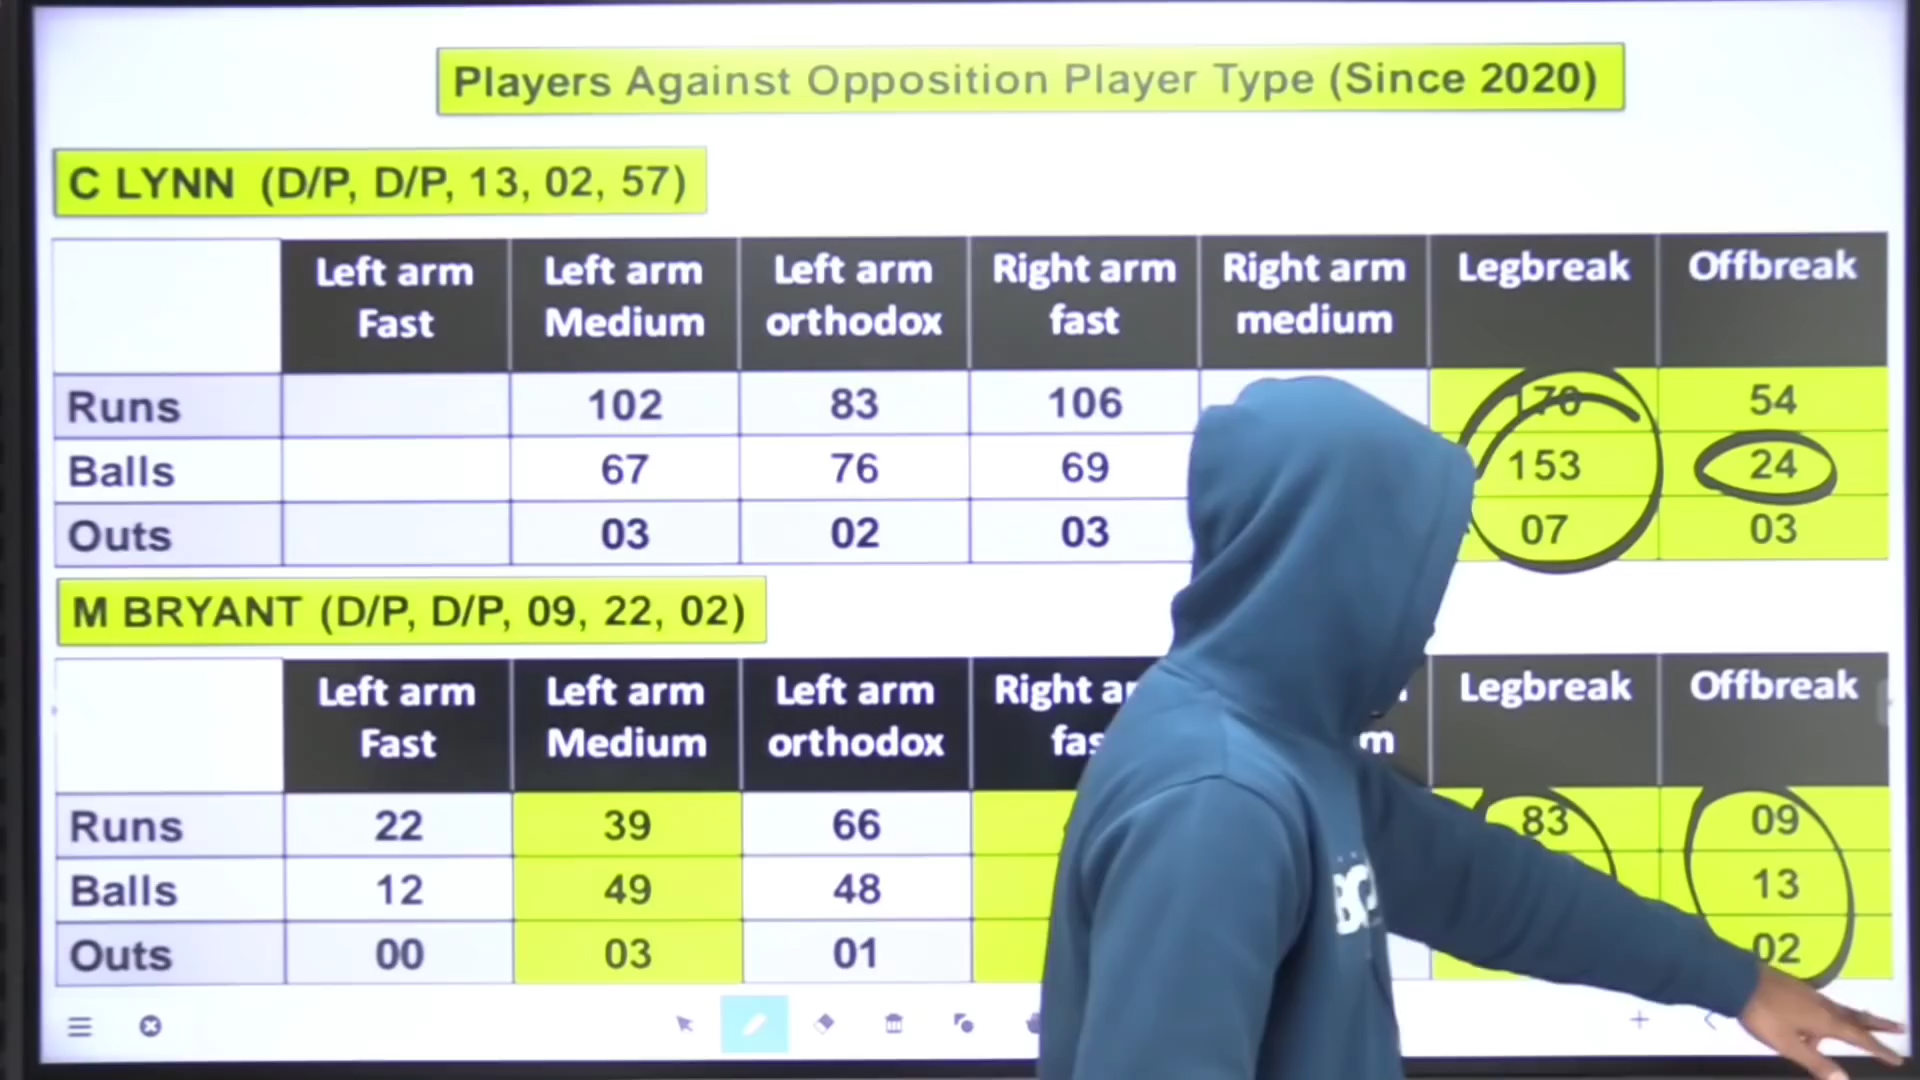 Players Against Opposition Player Type (Since 2020)
C LYNN (D/P, D/P, 13, 02, 57)
Left arm Fast Left arm Medium Left arm orthodox Right arm fast Right arm medium Legbreak Offbreak
Runs 102 83 106 170 54
Balls 67 76 69 153 24
Outs 03 02 03 07 03
M BRYANT (D/P, D/P, 09, 22, 02)
Left arm Fast Left arm Medium Left arm orthodox Right Legbreak Offbreak
Runs 22 39 66 83 09
Balls 12 49 48 13
Outs 00 03 01 02